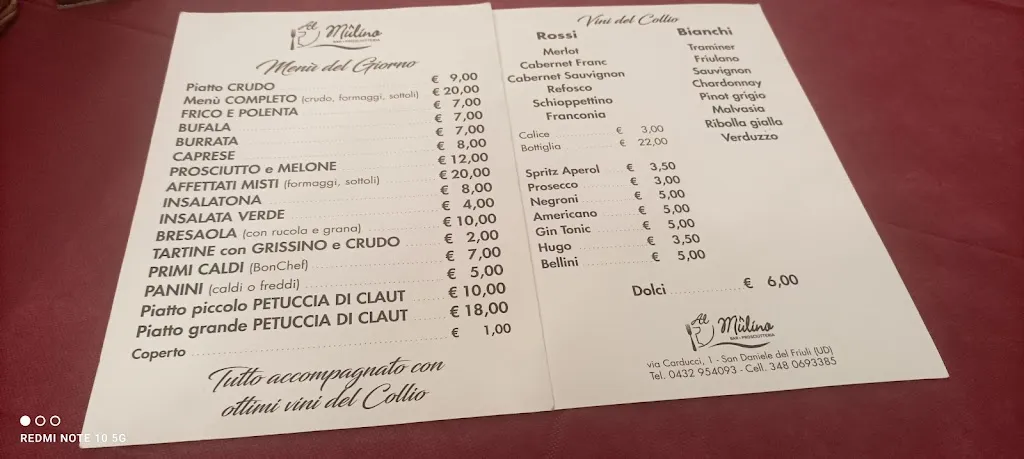 Al Mulino
BAR • PROSCIUTTERIA
Menù del Giorno
Piatto CRUDO € 9,00
Menù COMPLETO (crudo, formaggi, sottoli) € 20,00
FRICO E POLENTA € 7,00
BUFALA € 7,00
BURRATA € 7,00
CAPRESE € 8,00
PROSCIUTTO e MELONE € 12,00
AFFETTATI MISTI (formaggi, sottoli) € 20,00
INSALATONA € 8,00
INSALATA VERDE € 4,00
BRESAOLA (con rucola e grana) € 10,00
TARTINE con GRISSINO e CRUDO € 2,00
PRIMI CALDI (BonChef) € 7,00
PANINI (caldi o freddi) € 5,00
Piatto piccolo PETUCCIA DI CLAUT € 10,00
Piatto grande PETUCCIA DI CLAUT € 18,00
Coperto € 1,00
Tutto accompagnato con
ottimi vini del Collio
Vini del Collio
Rossi
Merlot
Cabernet Franc
Cabernet Sauvignon
Refosco
Schioppettino
Franconia
Bianchi
Traminer
Friulano
Sauvignon
Chardonnay
Pinot grigio
Malvasia
Ribolla gialla
Verduzzo
Calice € 3,00
Bottiglia € 22,00
Spritz Aperol € 3,50
Prosecco € 3,00
Negroni € 5,00
Americano € 5,00
Gin Tonic € 5,00
Hugo € 3,50
Bellini € 5,00
Dolci € 6,00
Al Mulino
BAR • PROSCIUTTERIA
via Carducci, 1 - San Daniele del Friuli (UD)
Tel. 0432 954093 - Cell. 348 0693385
REDMI NOTE 10 5G